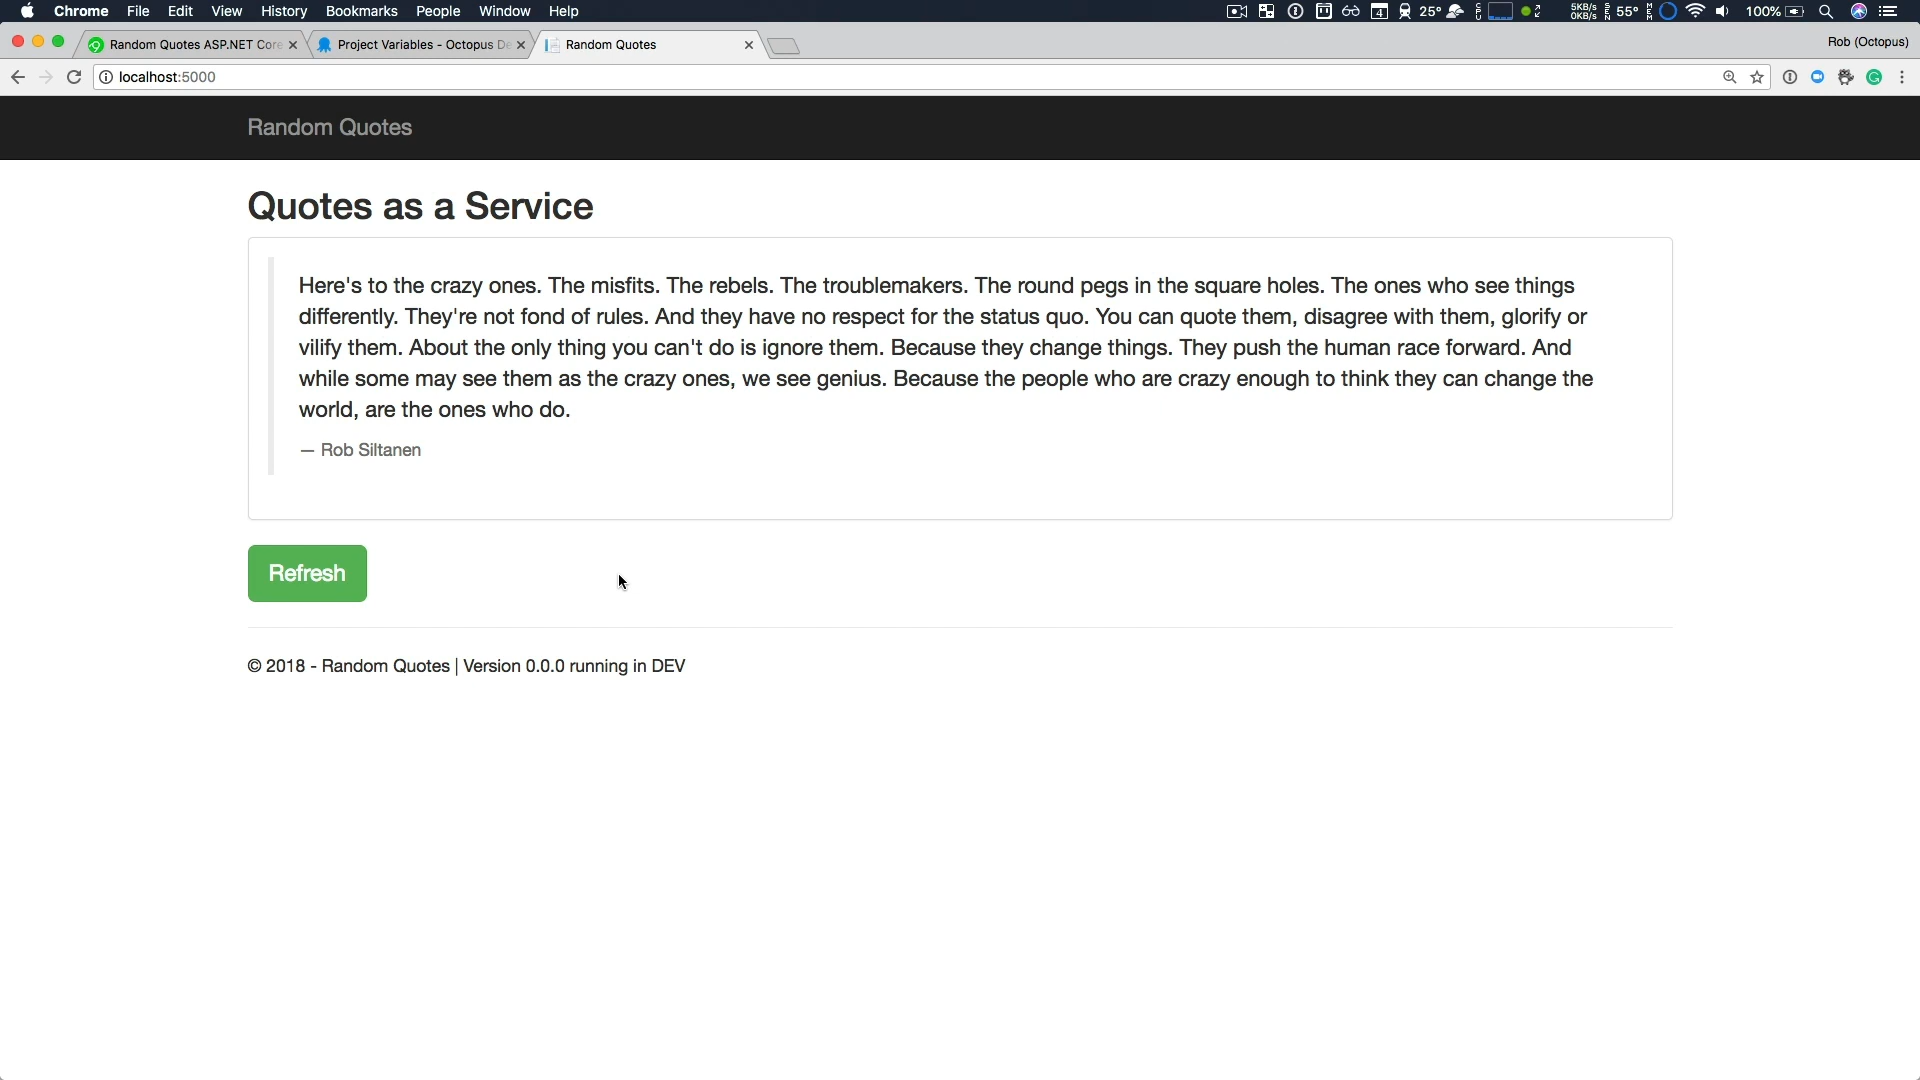 Chrome File Edit View History Bookmarks People Window Help 4 25° 5KB/s 0KB/s 55° 100%
Random Quotes ASP.NET Core Project Variables - Octopus De Random Quotes Rob (Octopus)
localhost:5000
Random Quotes
Quotes as a Service
Here's to the crazy ones. The misfits. The rebels. The troublemakers. The round pegs in the square holes. The ones who see things
differently. They're not fond of rules. And they have no respect for the status quo. You can quote them, disagree with them, glorify or
vilify them. About the only thing you can't do is ignore them. Because they change things. They push the human race forward. And
while some may see them as the crazy ones, we see genius. Because the people who are crazy enough to think they can change the
world, are the ones who do.
— Rob Siltanen
Refresh
© 2018 - Random Quotes | Version 0.0.0 running in DEV